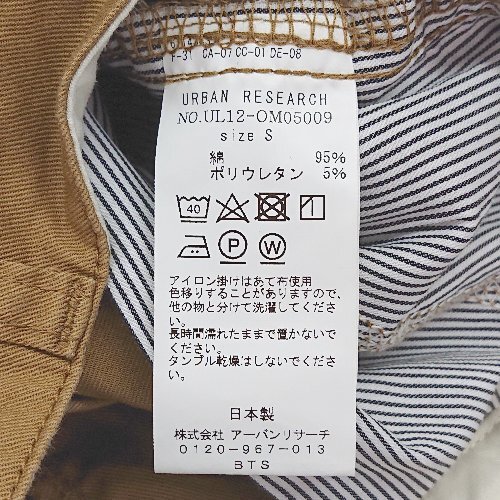 F-31 CA-07 CC-01 DE-08
URBAN RESEARCH
NO.UL12-OM05009
size S
綿 95%
ポリウレタン 5%
40
P W
アイロン掛けはあて布使用
色移りすることがありますので、
他の物と分けて洗濯してくださ
い。
長時間濡れたままで置かないで
ください。
タンブル乾燥はしないでくださ
い。
日本製
株式会社 アーバンリサーチ
0120-967-013
BTS